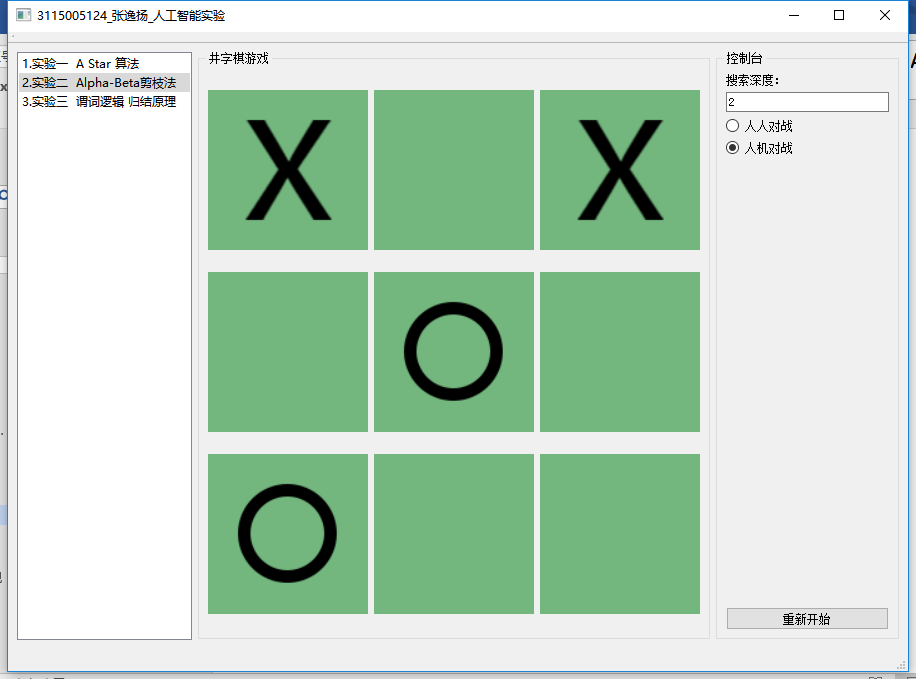 3115005124_张逸扬_人工智能实验
1.实验一 A Star 算法
2.实验二 Alpha-Beta剪枝法
3.实验三 谓词逻辑 归结原理
井字棋游戏
X X
O
O
控制台
搜索深度：
2
人人对战
人机对战
重新开始